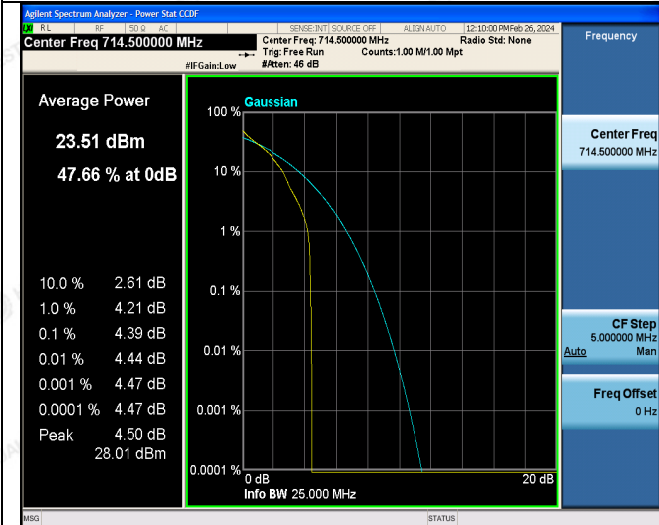 Agilent Spectrum Analyzer - Power Stat CCDF
RL RF 50 Ω AC SENSE:INT SOURCE OFF ALIGN AUTO 12:10:00 PM Feb 26, 2024
Center Freq 714.500000 MHz Center Freq: 714.500000 MHz Radio Std: None
Trig: Free Run Counts:1.00 M/1.00 Mpt
#IFGain:Low #Atten: 46 dB
Frequency
Average Power
23.51 dBm
47.66 % at 0dB
10.0 % 2.61 dB
1.0 % 4.21 dB
0.1 % 4.39 dB
0.01 % 4.44 dB
0.001 % 4.47 dB
0.0001 % 4.47 dB
Peak 4.50 dB
28.01 dBm
Gaussian
100 %
10 %
1 %
0.1 %
0.01 %
0.001 %
0.0001 %
0 dB 20 dB
Info BW 25.000 MHz
Center Freq
714.500000 MHz
CF Step
5.000000 MHz
Auto Man
Freq Offset
0 Hz
MSG STATUS